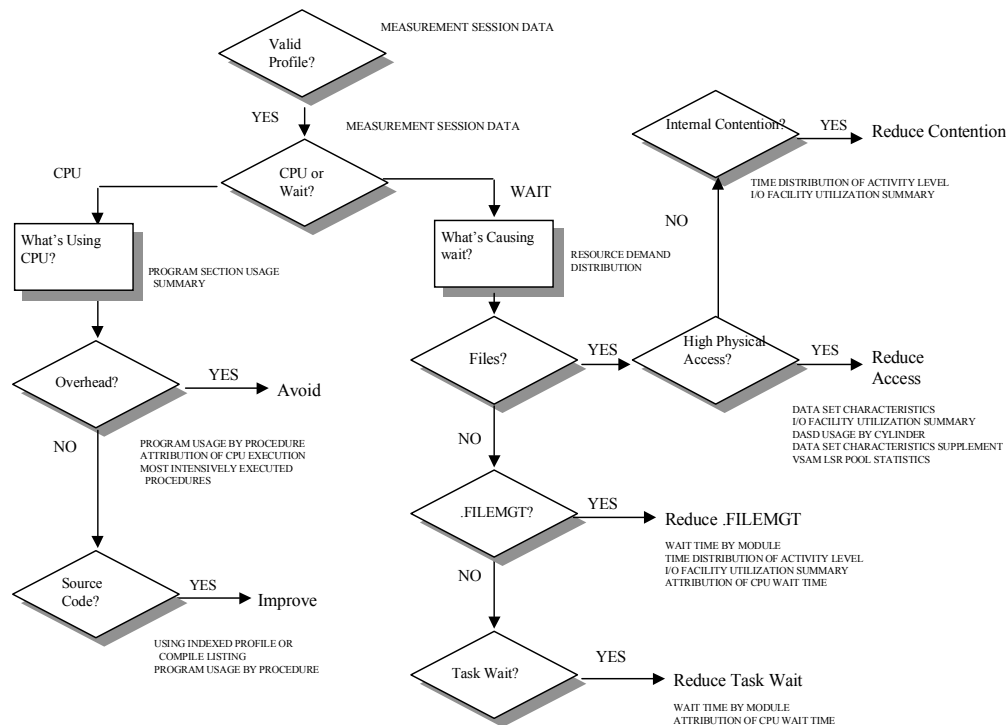 MEASUREMENT SESSION DATA
Valid
Profile?
YES
MEASUREMENT SESSION DATA
CPU or
Wait?
CPU
WAIT
What's Using
CPU?
PROGRAM SECTION USAGE
SUMMARY
Overhead?
YES
Avoid
NO
PROGRAM USAGE BY PROCEDURE
ATTRIBUTION OF CPU EXECUTION
MOST INTENSIVELY EXECUTED
PROCEDURES
Source
Code?
YES
Improve
USING INDEXED PROFILE OR
COMPILE LISTING
PROGRAM USAGE BY PROCEDURE
What's Causing
wait?
RESOURCE DEMAND
DISTRIBUTION
Files?
YES
NO
High Physical
Access?
YES
Reduce
Access
DATA SET CHARACTERISTICS
I/O FACILITY UTILIZATION SUMMARY
DASD USAGE BY CYLINDER
DATA SET CHARACTERISTICS SUPPLEMENT
VSAM LSR POOL STATISTICS
NO
Internal Contention?
YES
Reduce Contention
TIME DISTRIBUTION OF ACTIVITY LEVEL
I/O FACILITY UTILIZATION SUMMARY
.FILEMGT?
YES
Reduce .FILEMGT
WAIT TIME BY MODULE
TIME DISTRIBUTION OF ACTIVITY LEVEL
I/O FACILITY UTILIZATION SUMMARY
ATTRIBUTION OF CPU WAIT TIME
NO
Task Wait?
YES
Reduce Task Wait
WAIT TIME BY MODULE
ATTRIBUTION OF CPU WAIT TIME